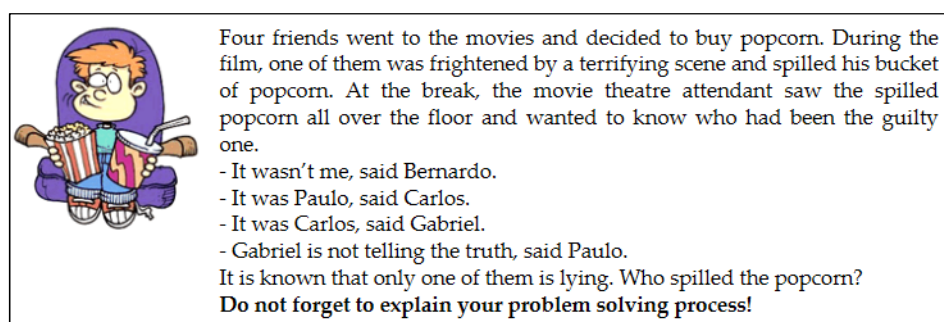 Four friends went to the movies and decided to buy popcorn. During the
film, one of them was frightened by a terrifying scene and spilled his bucket
of popcorn. At the break, the movie theatre attendant saw the spilled
popcorn all over the floor and wanted to know who had been the guilty
one.
- It wasn't me, said Bernardo.
- It was Paulo, said Carlos.
- It was Carlos, said Gabriel.
- Gabriel is not telling the truth, said Paulo.
It is known that only one of them is lying. Who spilled the popcorn?
Do not forget to explain your problem solving process!